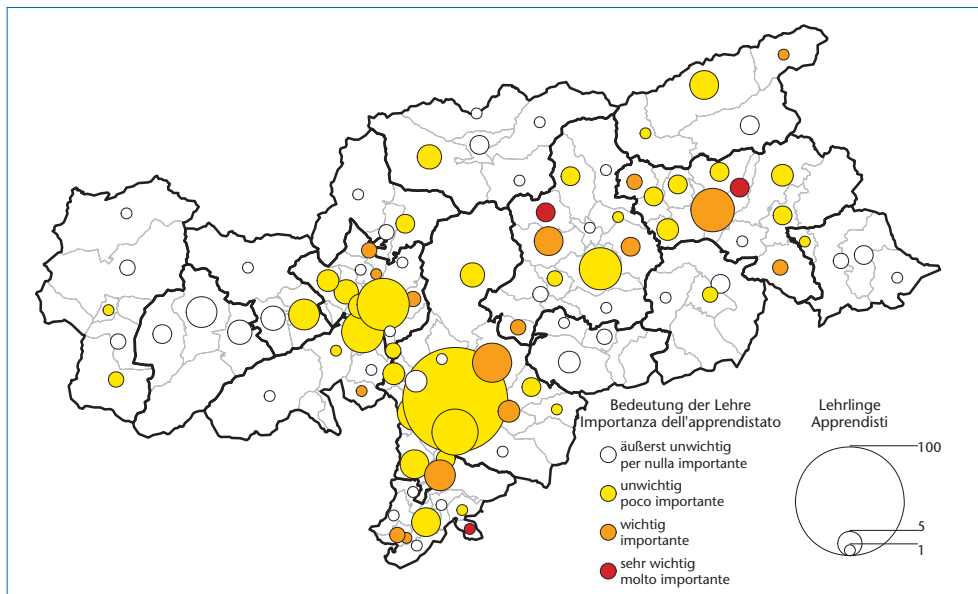 Bedeutung der Lehre
Importanza dell'apprendistato
äußerst unwichtig
per nulla importante
unwichtig
poco importante
wichtig
importante
sehr wichtig
molto importante
Lehrlinge
Apprendisti
100
5
1